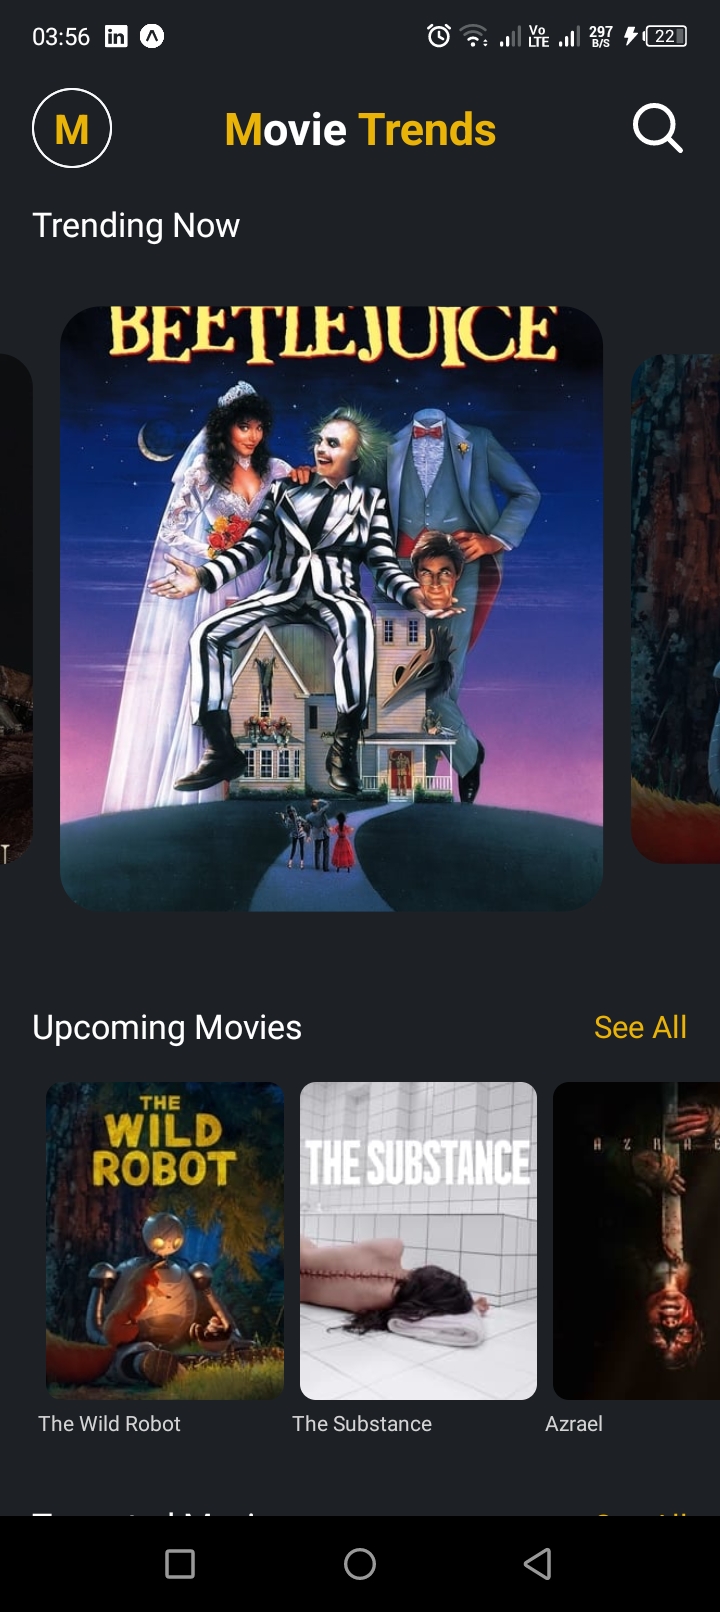 03:56
Vo LTE 297 B/S 22
M
Movie Trends
Trending Now
BEETLEJUICE
Upcoming Movies
See All
THE
WILD
ROBOT
THE SUBSTANCE
A Z R A E
The Wild Robot
The Substance
Azrael